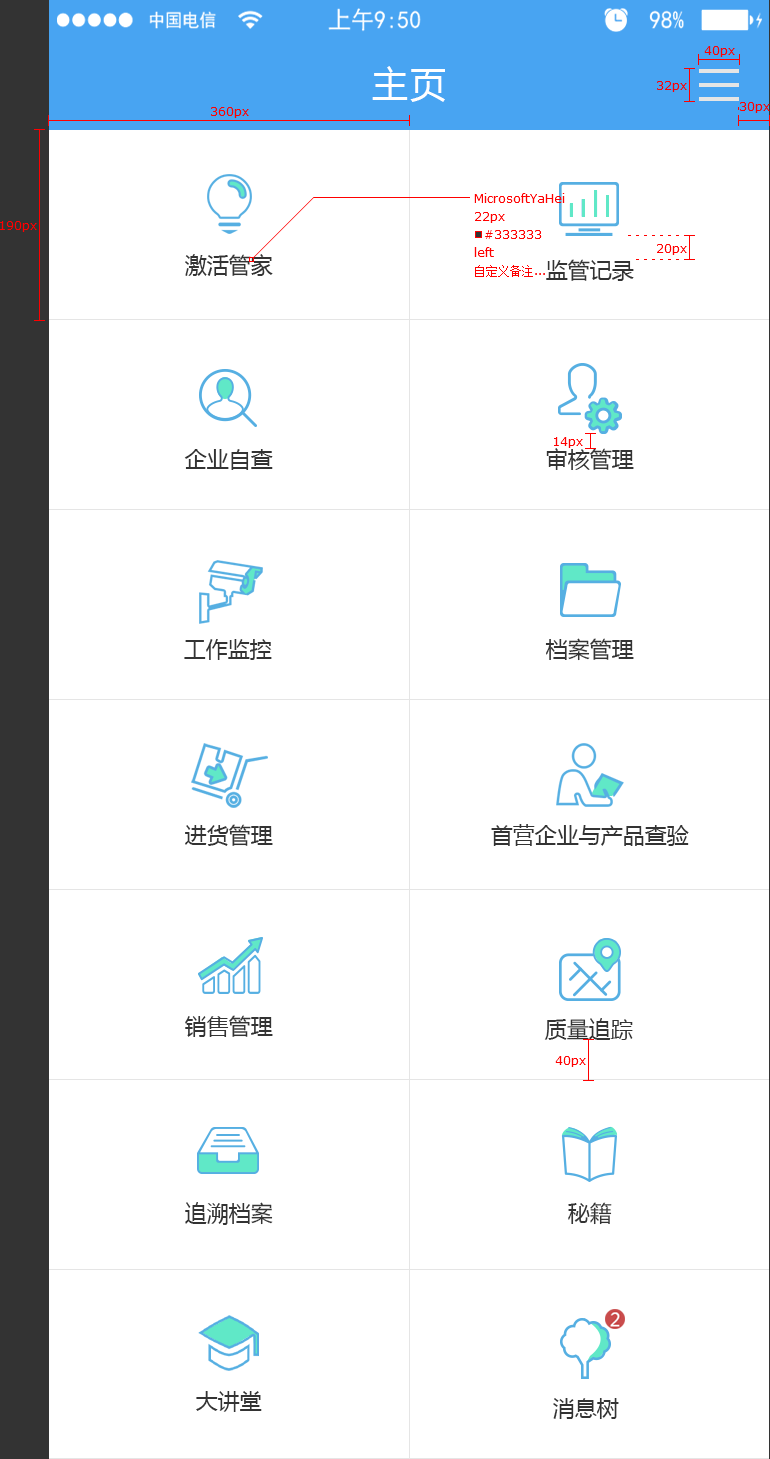 中国电信 上午9:50 98%
主页
40px
32px
30px
360px
190px
MicrosoftYaHei
22px
#333333
left
自定义备注...
20px
激活管家 监管记录
企业自查 审核管理
14px
工作监控 档案管理
进货管理 首营企业与产品查验
销售管理 质量追踪
40px
追溯档案 秘籍
2
大讲堂 消息树